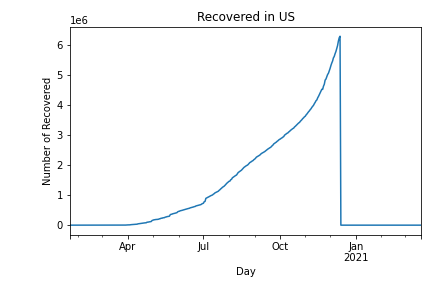 Recovered in US
1e6
6
5
4
3
2
1
0
Number of Recovered
Apr
Jul
Oct
Jan
2021
Day